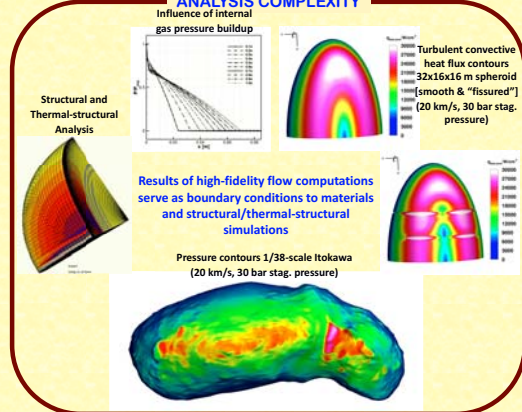 ANALYSIS COMPLEXITY
Influence of internal
gas pressure buildup
Structural and
Thermal-structural
Analysis
Turbulent convective
heat flux contours
32x16x16 m spheroid
[smooth & “fissured”]
(20 km/s, 30 bar stag.
pressure)
Results of high-fidelity flow computations
serve as boundary conditions to materials
and structural/thermal-structural
simulations
Pressure contours 1/38-scale Itokawa
(20 km/s, 30 bar stag. pressure)